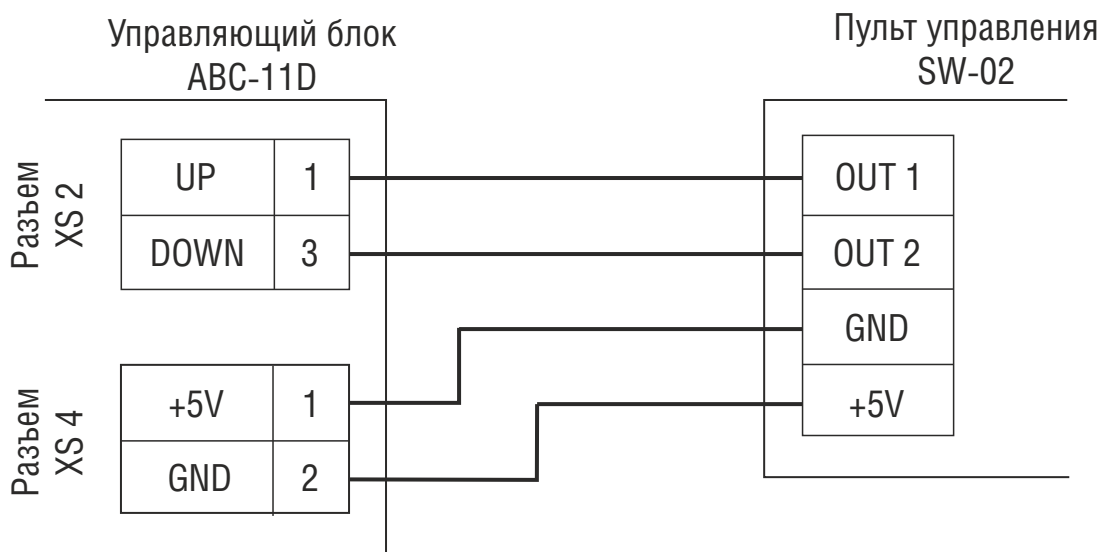 Управляющий блок
ABC-11D
Пульт управления
SW-02
Разъем
XS 2
UP 1
DOWN 3
Разъем
XS 4
+5V 1
GND 2
OUT 1
OUT 2
GND
+5V